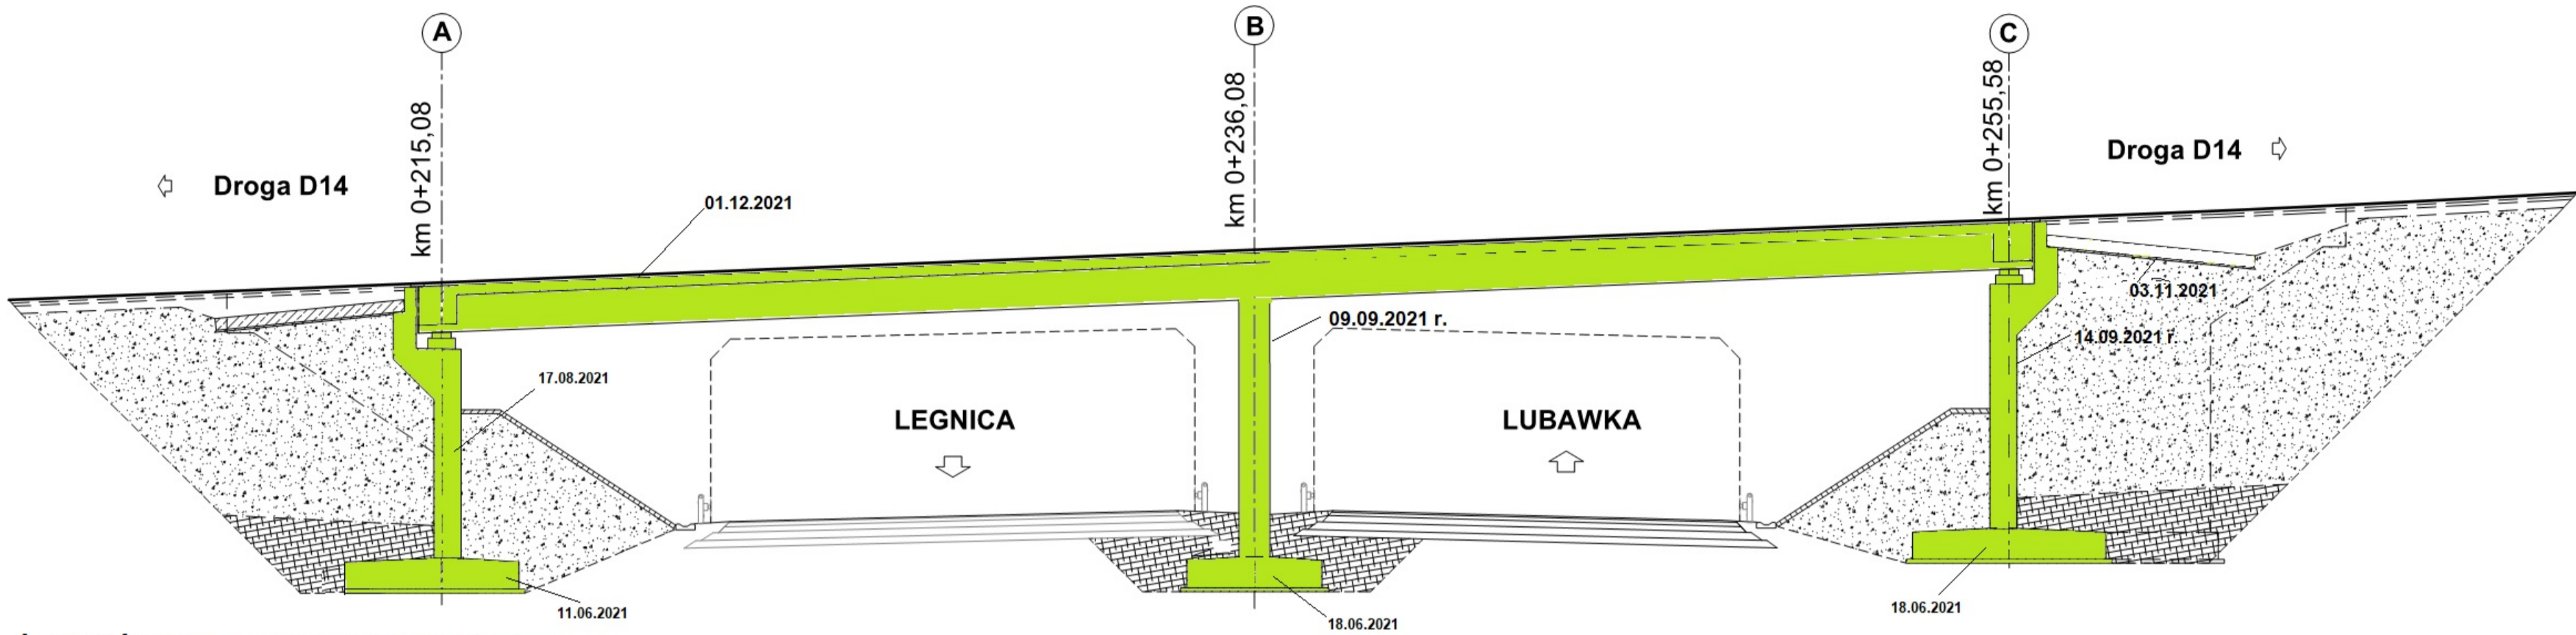 A
B
C
km 0+215,08
km 0+236,08
km 0+255,58
Droga D14
Droga D14
01.12.2021
03.11.2021
09.09.2021 r.
14.09.2021 r.
17.08.2021
LEGNICA
LUBAWKA
11.06.2021
18.06.2021
18.06.2021